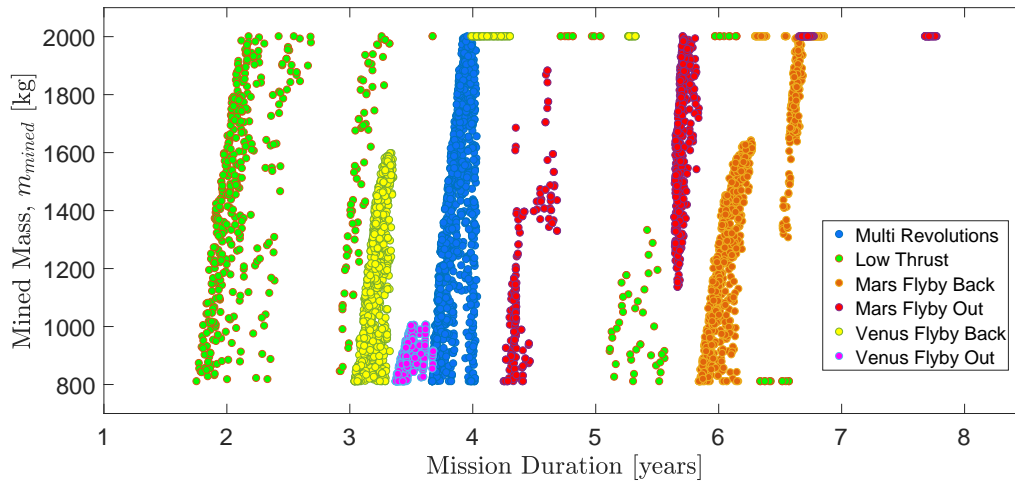 Mined Mass, m_mined [kg]
2000
1800
1600
1400
1200
1000
800
1 2 3 4 5 6 7 8
Mission Duration [years]
Multi Revolutions
Low Thrust
Mars Flyby Back
Mars Flyby Out
Venus Flyby Back
Venus Flyby Out